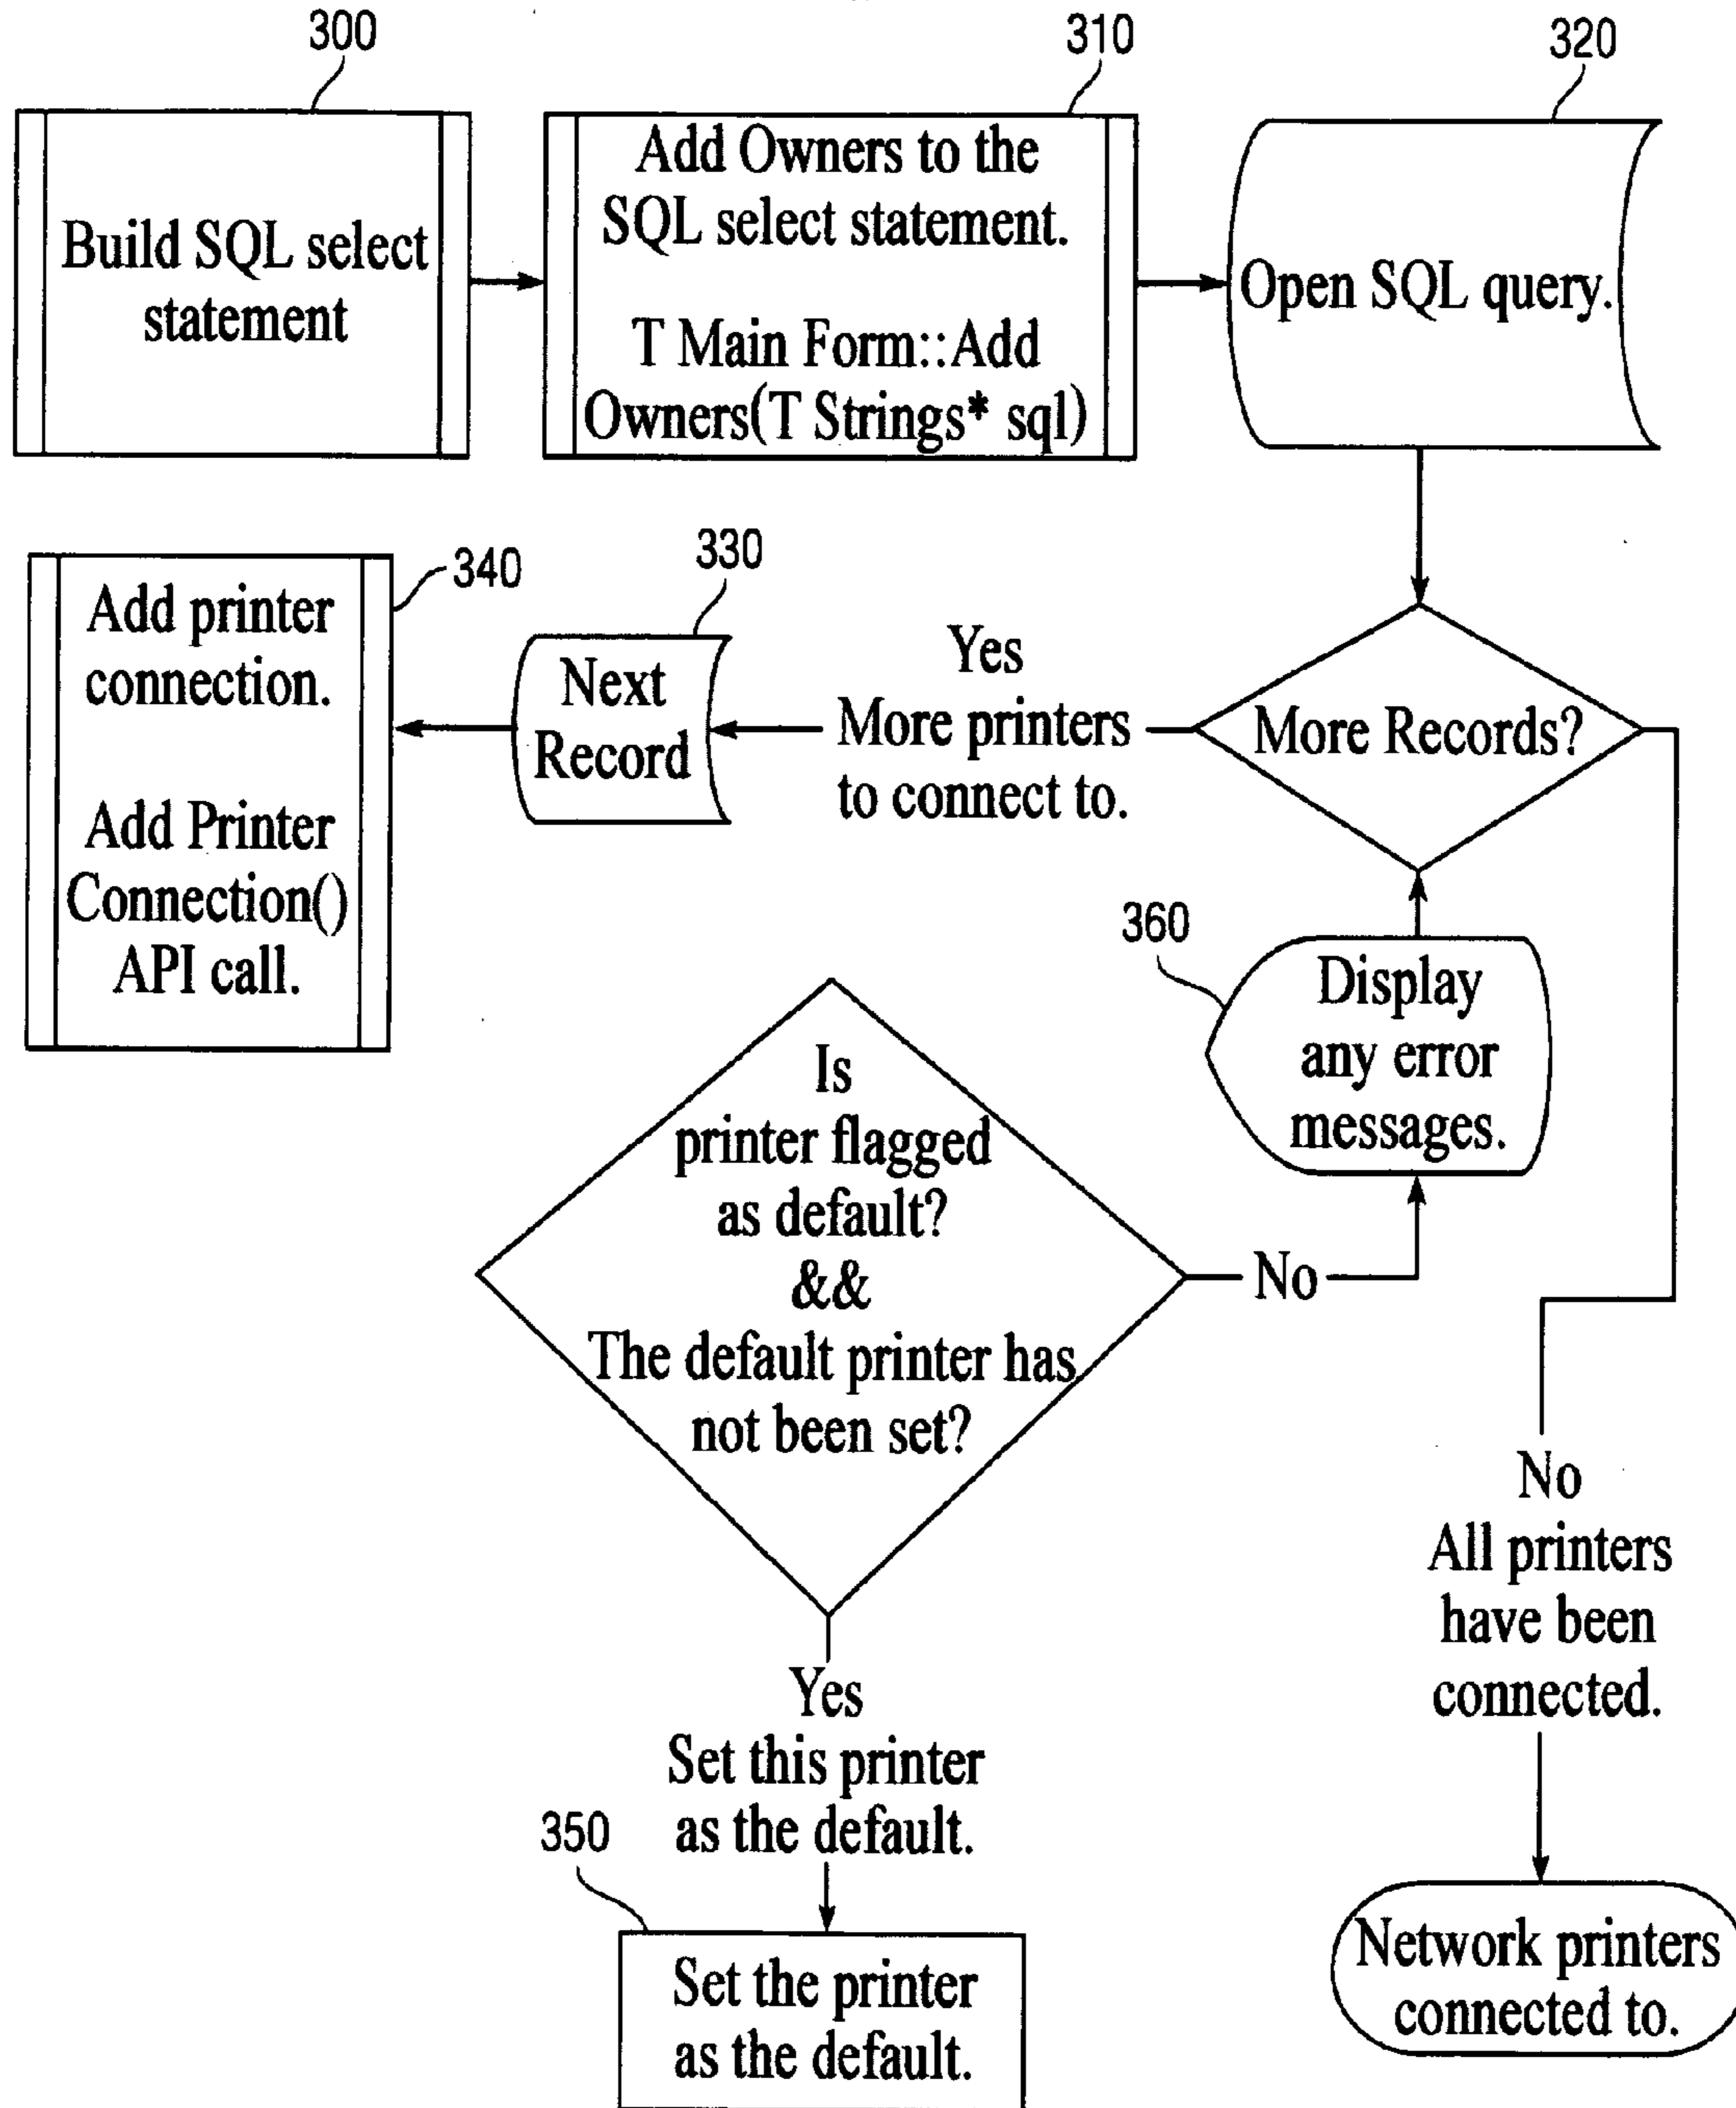 300
310
320
Build SQL select
statement
Add Owners to the
SQL select statement.
T Main Form::Add
Owners(T Strings* sql)
Open SQL query.
340
Add printer
connection.
Add Printer
Connection()
API call.
330
Next
Record
Yes
More printers
to connect to.
More Records?
360
Display
any error
messages.
Is
printer flagged
as default?
&&
The default printer has
not been set?
No
No
All printers
have been
connected.
Yes
Set this printer
as the default.
350
Set the printer
as the default.
Network printers
connected to.